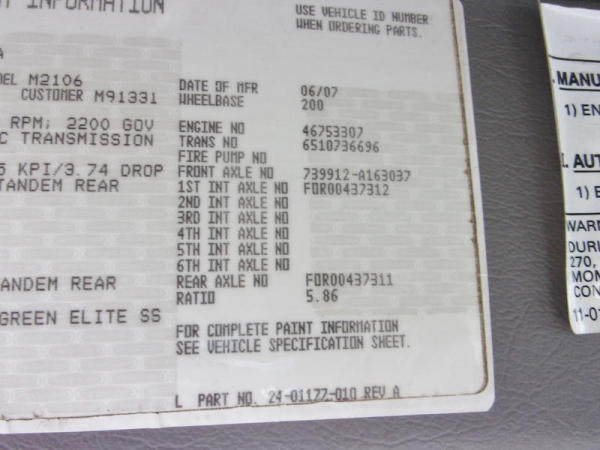 INFORMATION
USE VEHICLE ID NUMBER
WHEN ORDERING PARTS.
A
M2106
CUSTOMER M91331
DATE OF MFR 06/07
WHEELBASE 200
RPM; 2200 GOV
TRANSMISSION
ENGINE NO 46753307
TRANS NO 6510736696
FIRE PUMP NO
KPI/3.74 DROP
TANDEM REAR
FRONT AXLE NO 739912-A163037
1ST INT AXLE NO FOR00437312
2ND INT AXLE NO
3RD INT AXLE NO
4TH INT AXLE NO
5TH INT AXLE NO
6TH INT AXLE NO
TANDEM REAR
REAR AXLE NO FOR00437311
RATIO 5.86
GREEN ELITE SS
FOR COMPLETE PAINT INFORMATION
SEE VEHICLE SPECIFICATION SHEET.
L PART NO. 24-01177-010 REV A
MANU
1) EN
AUT
1) E
WARN
DURI
270,
MON
CON
11-01